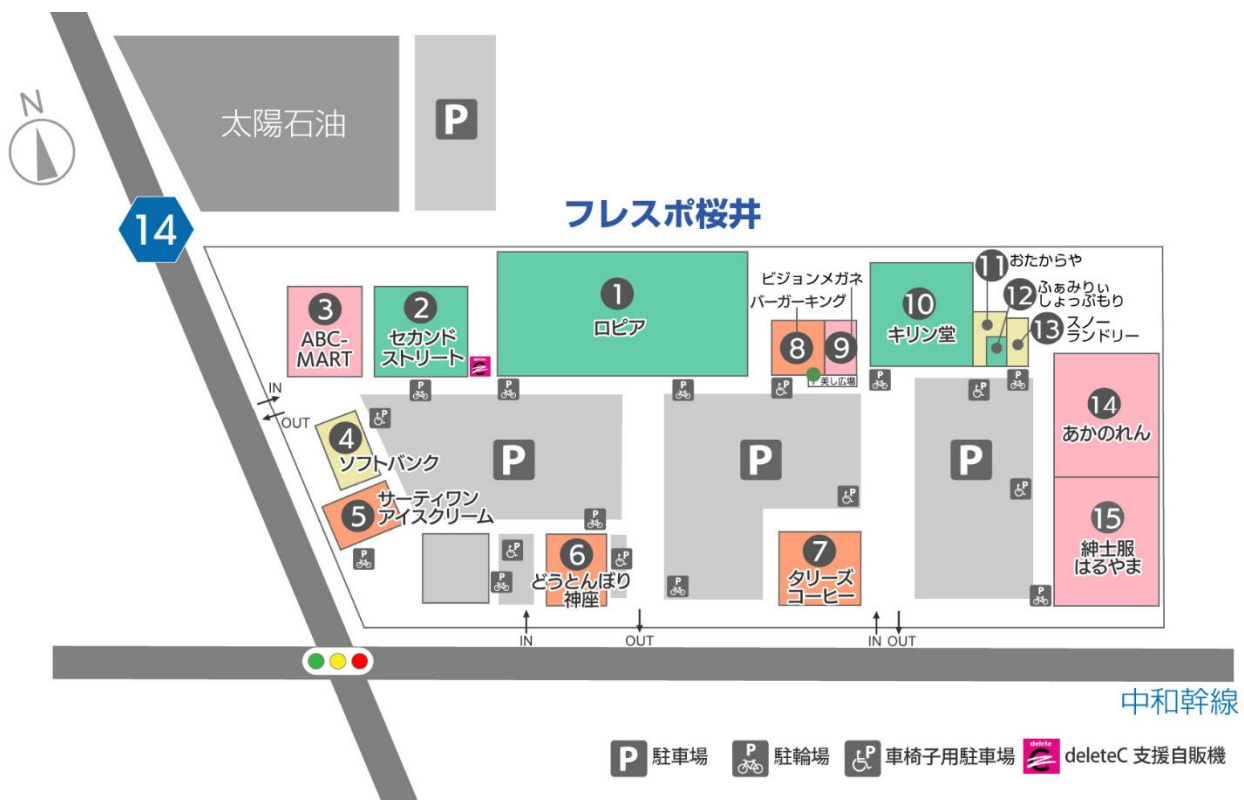 N
太陽石油
P
14
フレスポ桜井
3
ABC-
MART
2
セカンド
ストリート
delete
C
1
ロピア
ビジョンメガネ
バーガーキング
8
9
美し広場
10
キリン堂
11
おたからや
12
ふぁみりぃ
しょっぷもり
13
スノー
ランドリー
14
あかのれん
15
紳士服
はるやま
IN
OUT
4
ソフトバンク
5
サーティワン
アイスクリーム
P
P
P
6
どうとんぼり
神座
7
タリーズ
コーヒー
IN
OUT
IN OUT
中和幹線
P 駐車場
P 駐輪場
P 車椅子用駐車場
delete C deleteC 支援自販機